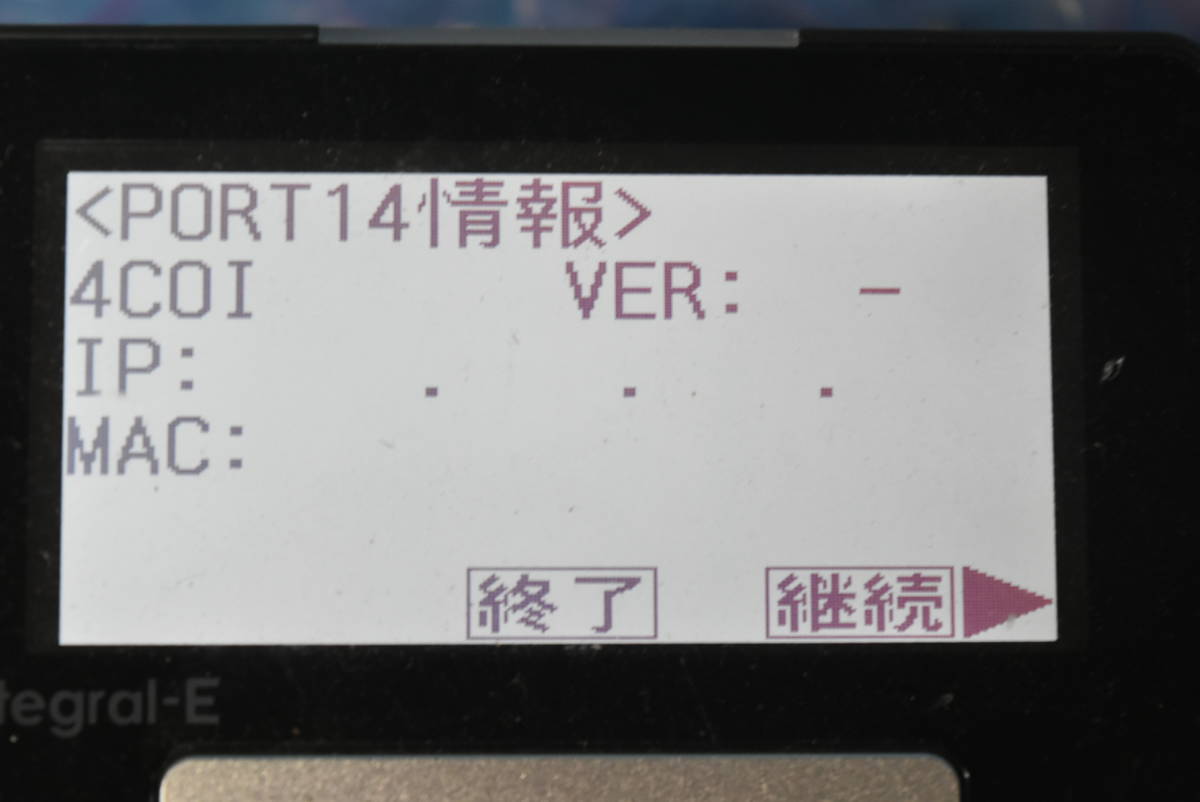 <PORT14情報>
4COI VER: -
IP: . . .
MAC:
終了 継続
tegral-E